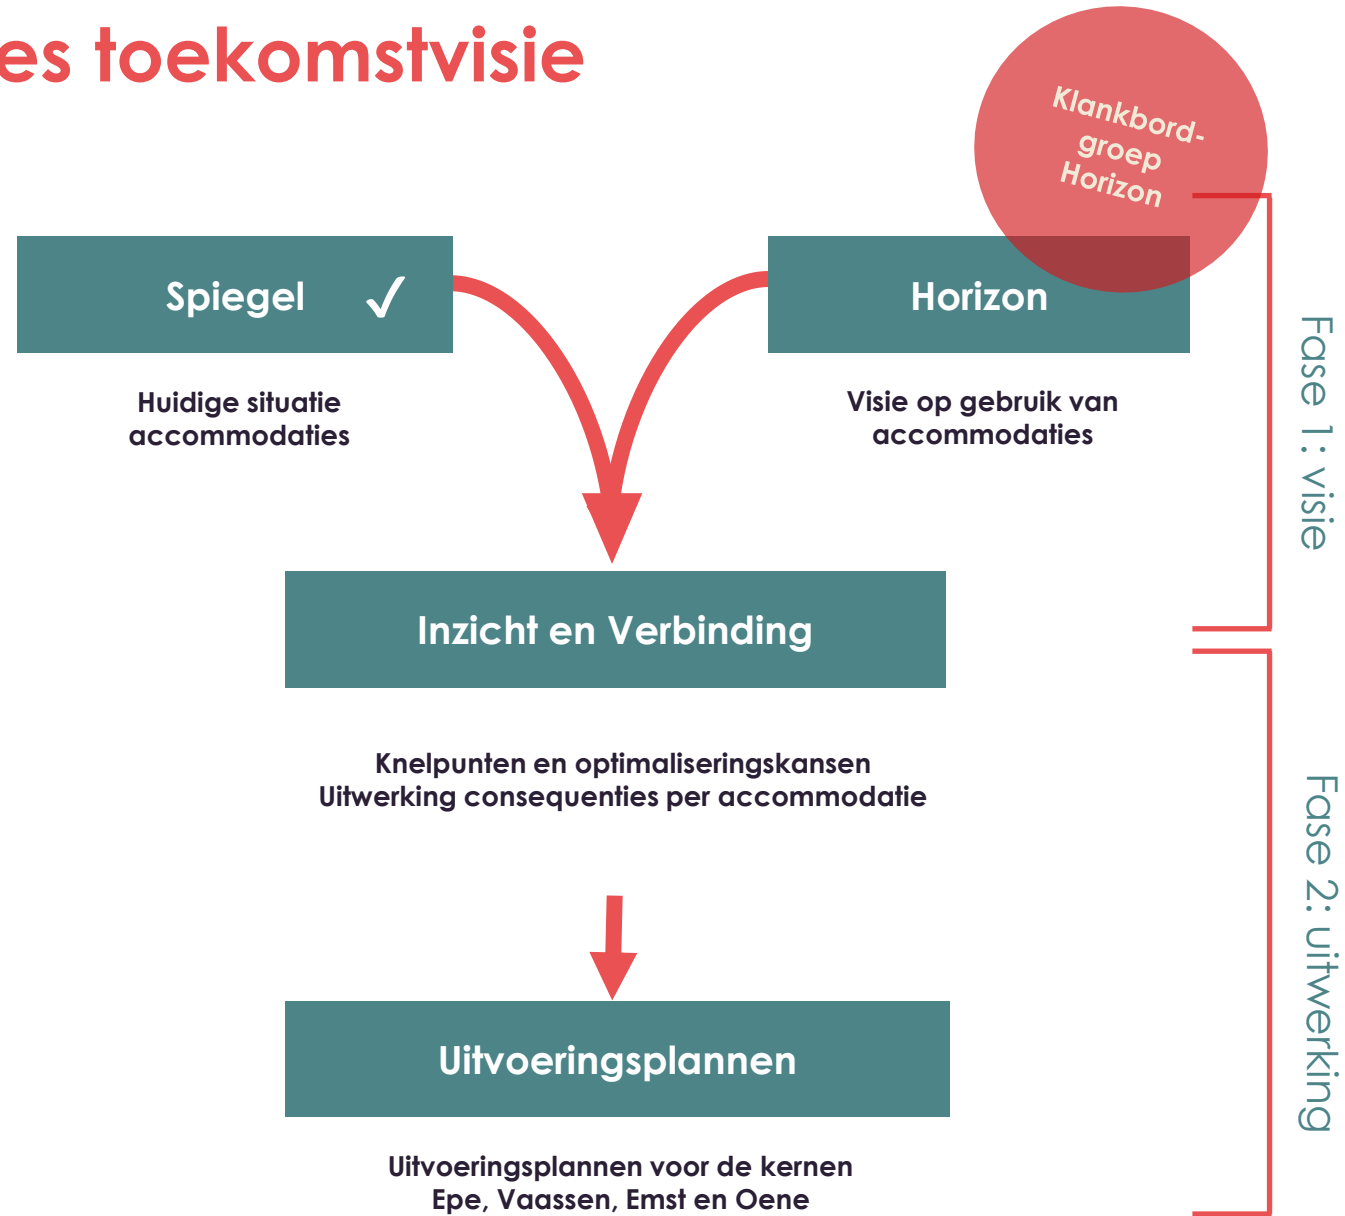 es toekomstvisie
Klankbord-
groep
Horizon
Spiegel ✓
Horizon
Huidige situatie
accommodaties
Visie op gebruik van
accommodaties
Fase 1: visie
Inzicht en Verbinding
Knelpunten en optimaliseringskansen
Uitwerking consequenties per accommodatie
Fase 2: uitwerking
Uitvoeringsplannen
Uitvoeringsplannen voor de kernen
Epe, Vaassen, Emst en Oene